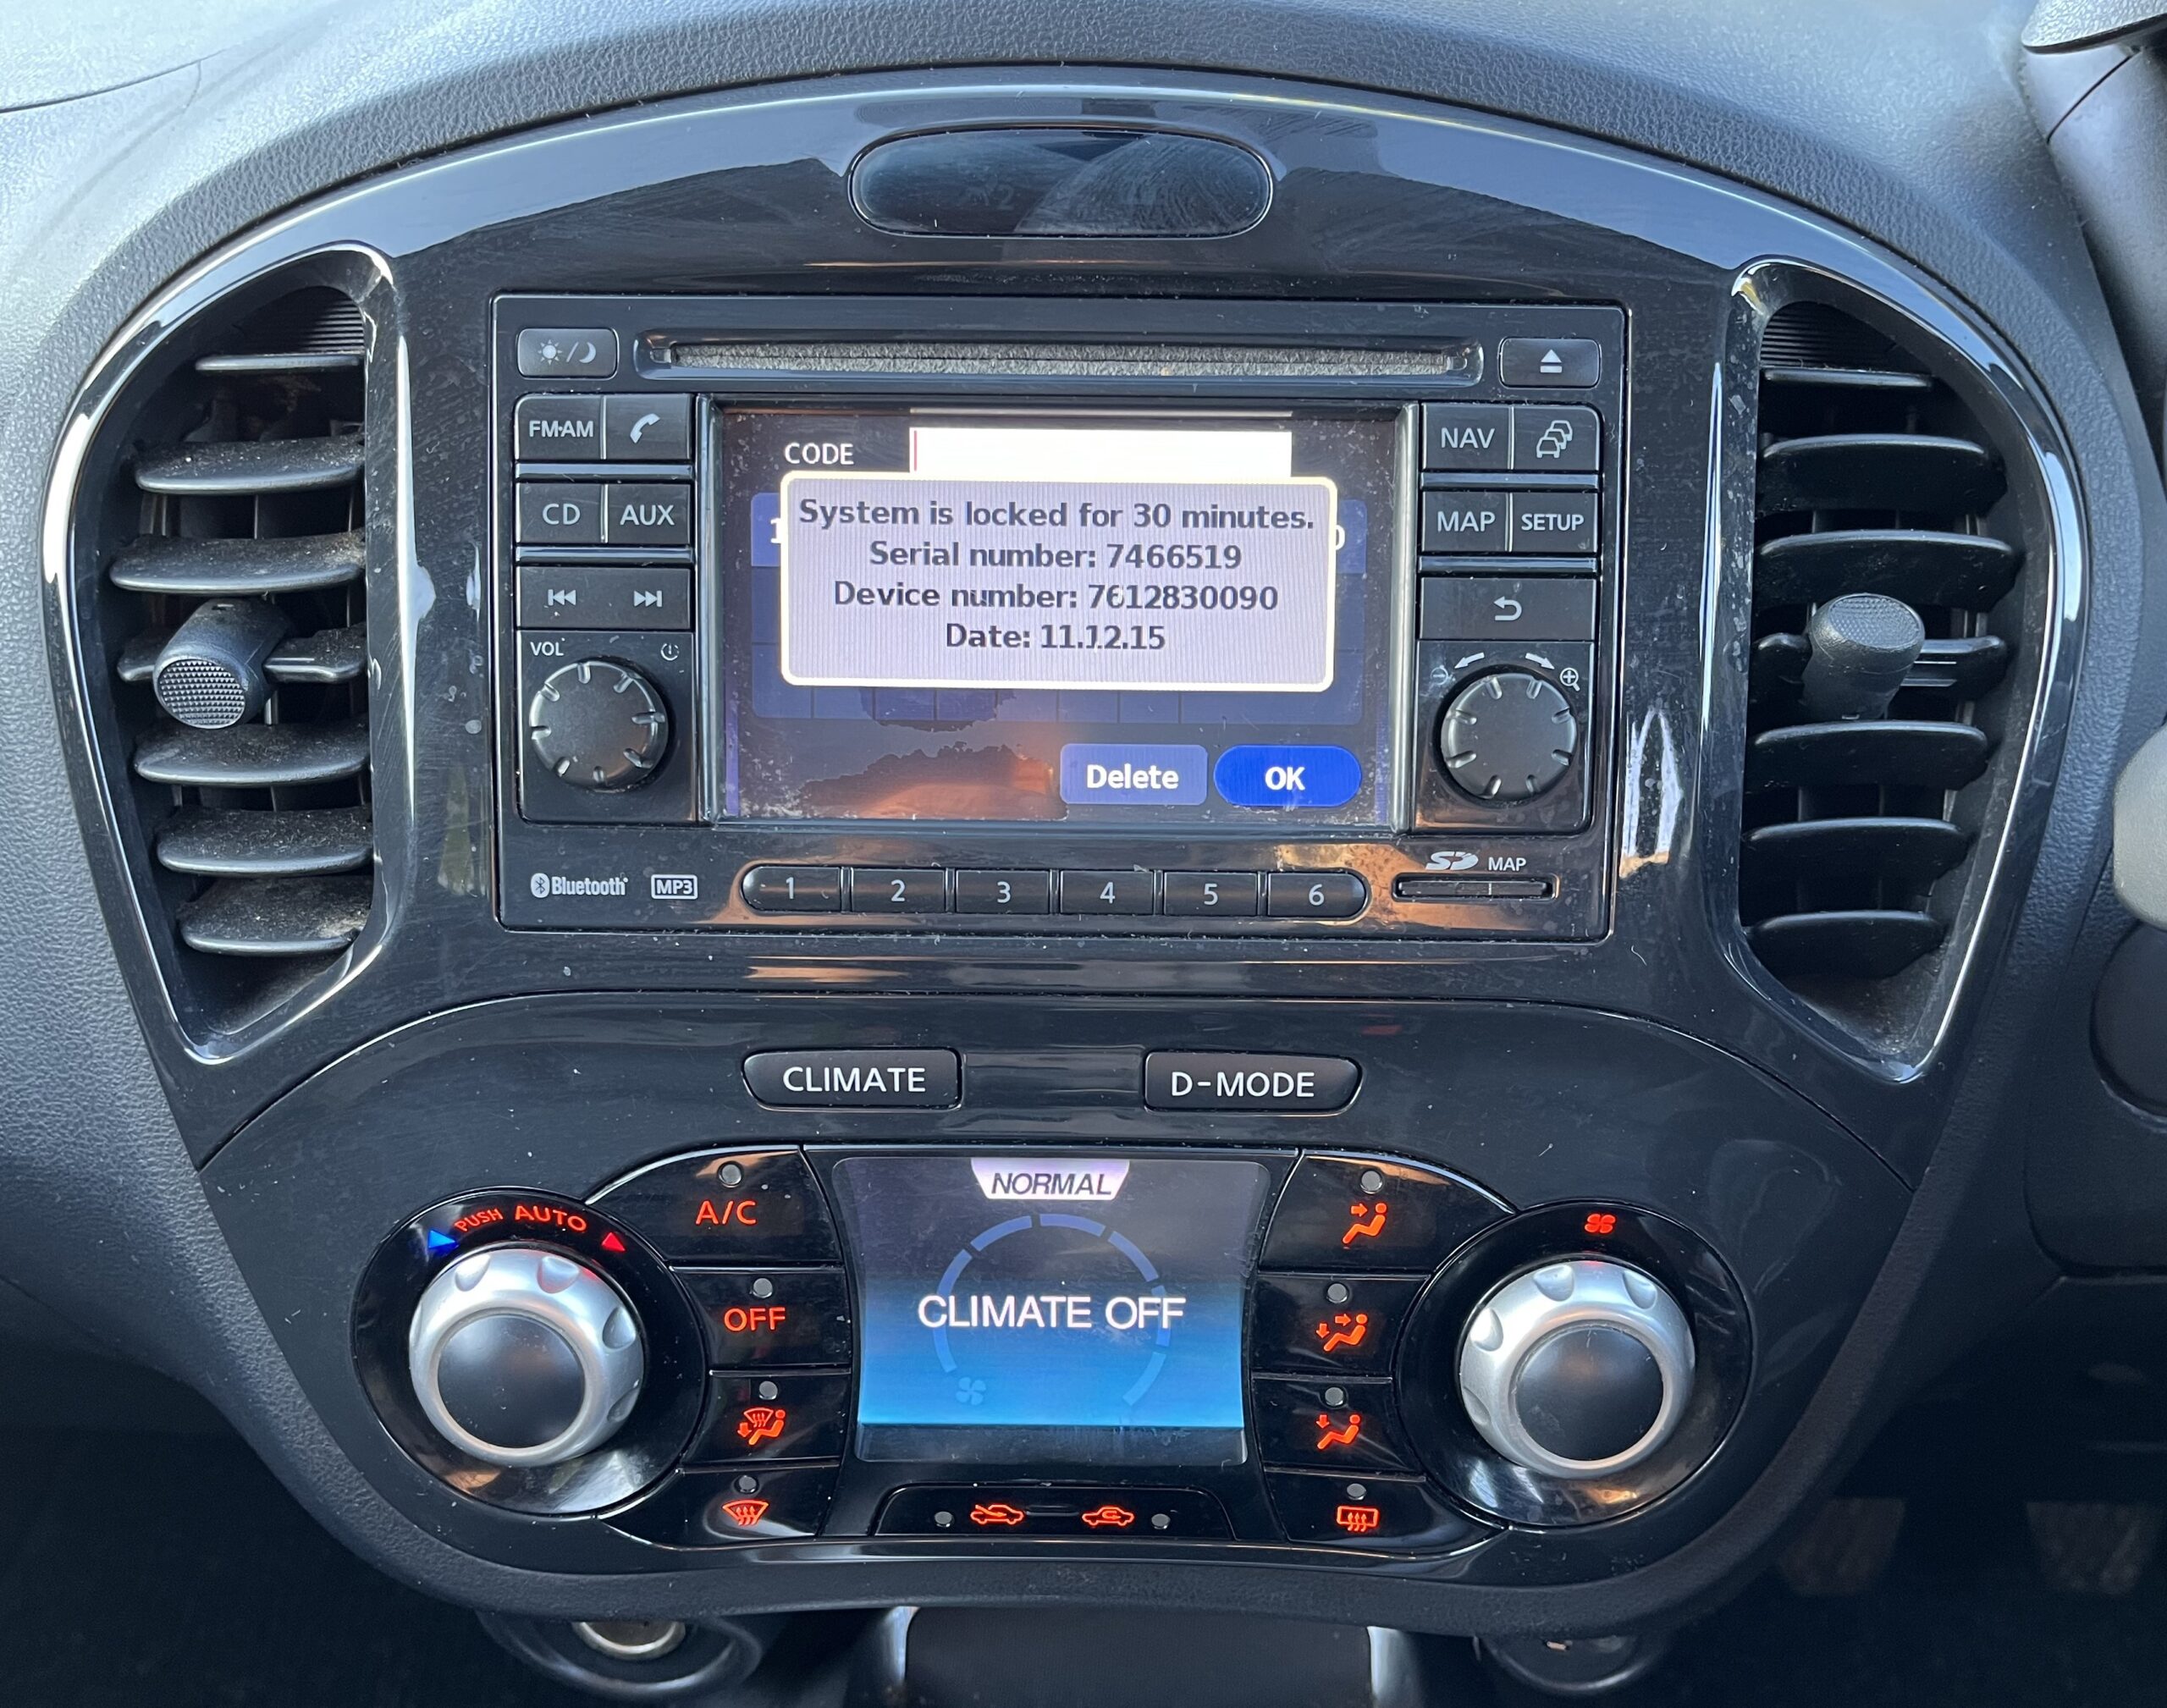 FM·AM
CODE
NAV
System is locked for 30 minutes.
CD
AUX
Serial number: 7466519
MAP
SETUP
Device number: 7612830090
Date: 11.12.15
VOL
Delete
OK
Bluetooth
MP3
1
2
3
4
5
6
SD
MAP
CLIMATE
D-MODE
NORMAL
PUSH AUTO
A/C
OFF
CLIMATE OFF